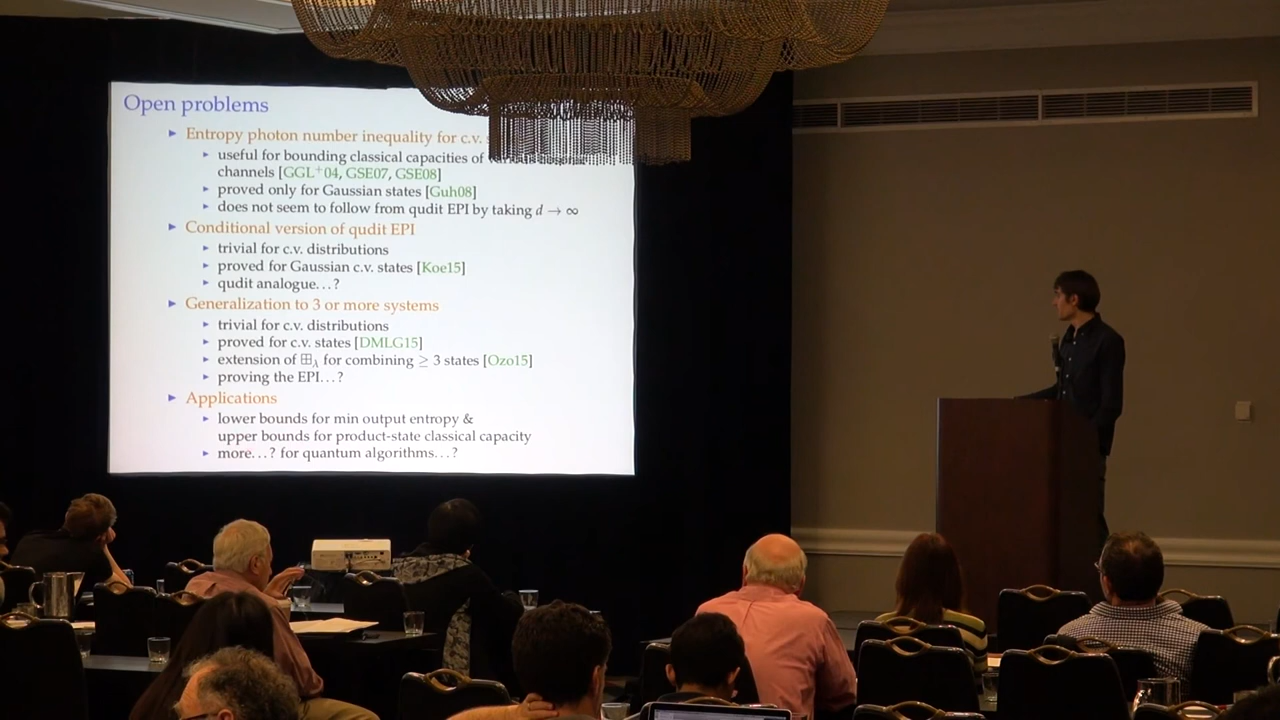 Open problems
▸ Entropy photon number inequality for c.v.
▸ useful for bounding classical capacities of various
channels [GGL⁺04, GSE07, GSE08]
▸ proved only for Gaussian states [Guh08]
▸ does not seem to follow from qudit EPI by taking d → ∞
▸ Conditional version of qudit EPI
▸ trivial for c.v. distributions
▸ proved for Gaussian c.v. states [Koe15]
▸ qudit analogue...?
▸ Generalization to 3 or more systems
▸ trivial for c.v. distributions
▸ proved for c.v. states [DMLG15]
▸ extension of ⊞λ for combining ≥ 3 states [Ozo15]
▸ proving the EPI...?
▸ Applications
▸ lower bounds for min output entropy &
upper bounds for product-state classical capacity
▸ more...? for quantum algorithms...?